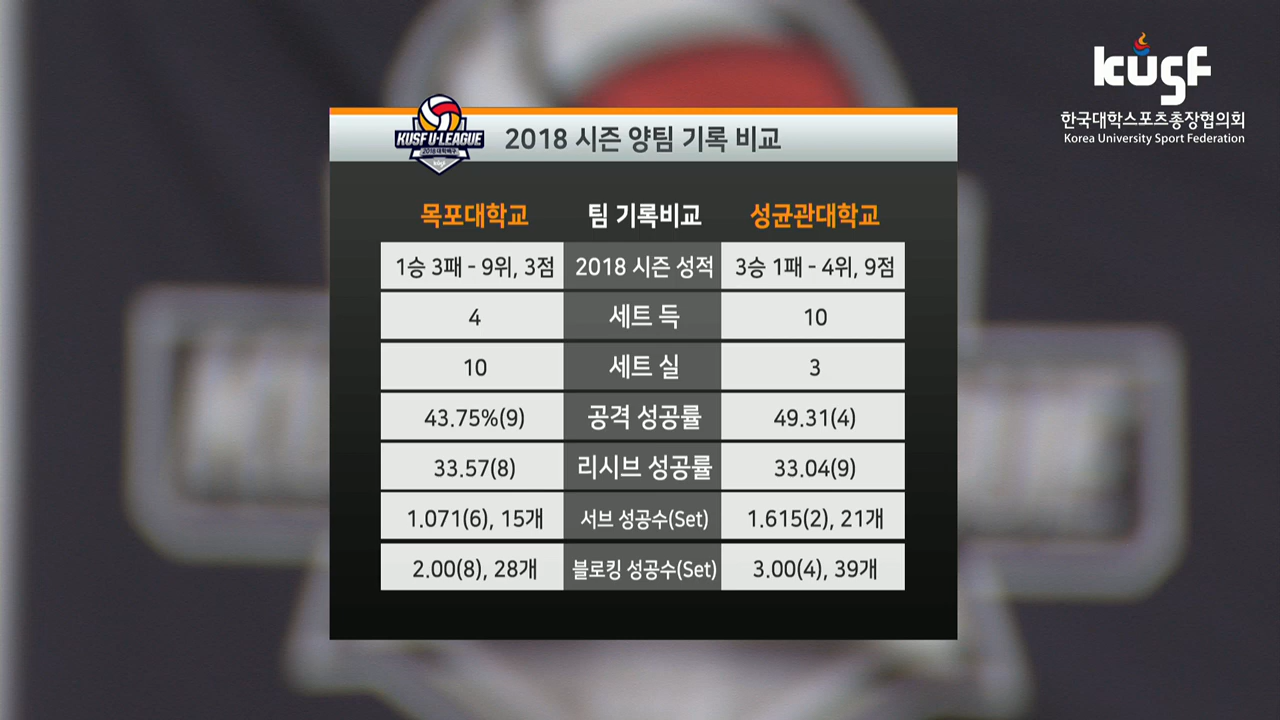 kusf
한국대학스포츠총장협의회
Korea University Sport Federation
KUSF U-LEAGUE
2018 대학배구
kusf
2018 시즌 양팀 기록 비교
목포대학교 팀 기록비교 성균관대학교
1승 3패 - 9위, 3점 2018 시즌 성적 3승 1패 - 4위, 9점
4 세트 득 10
10 세트 실 3
43.75%(9) 공격 성공률 49.31(4)
33.57(8) 리시브 성공률 33.04(9)
1.071(6), 15개 서브 성공수(Set) 1.615(2), 21개
2.00(8), 28개 블로킹 성공수(Set) 3.00(4), 39개